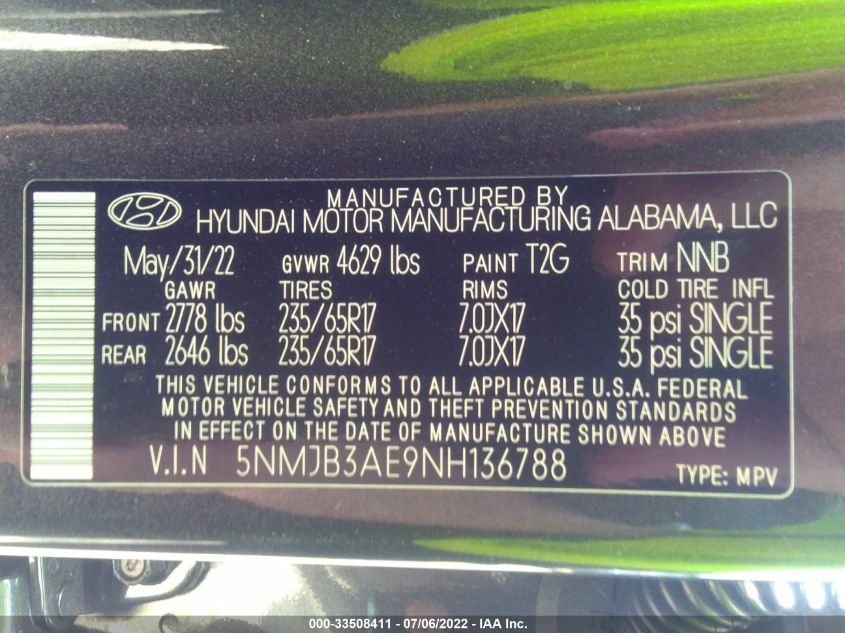 MANUFACTURED BY
HYUNDAI MOTOR MANUFACTURING ALABAMA, LLC
May/31/22 GVWR 4629 lbs PAINT T2G TRIM NNB
GAWR TIRES RIMS COLD TIRE INFL
FRONT 2778 lbs 235/65R17 7.0JX17 35 psi SINGLE
REAR 2646 lbs 235/65R17 7.0JX17 35 psi SINGLE
THIS VEHICLE CONFORMS TO ALL APPLICABLE U.S.A. FEDERAL
MOTOR VEHICLE SAFETY AND THEFT PREVENTION STANDARDS
IN EFFECT ON THE DATE OF MANUFACTURE SHOWN ABOVE
V.I.N 5NMJB3AE9NH136788 TYPE: MPV
000-33508411 - 07/06/2022 - IAA Inc.